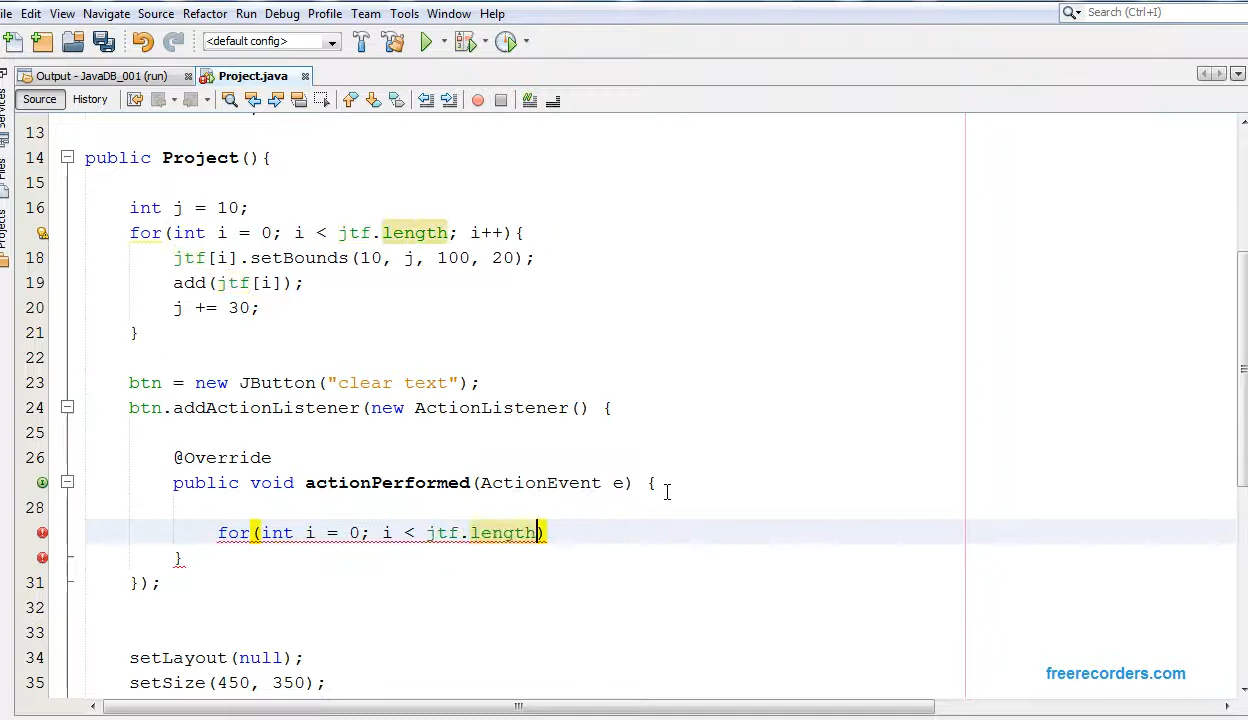 ile Edit View Navigate Source Refactor Run Debug Profile Team Tools Window Help
Search (Ctrl+I)
<default config>
Output - JavaDB_001 (run) Project.java
Source History
Services
Files
Projects
13
14 public Project(){
15
16 int j = 10;
for(int i = 0; i < jtf.length; i++){
18 jtf[i].setBounds(10, j, 100, 20);
19 add(jtf[i]);
20 j += 30;
21 }
22
23 btn = new JButton("clear text");
24 btn.addActionListener(new ActionListener() {
25
26 @Override
public void actionPerformed(ActionEvent e) {
28
for(int i = 0; i < jtf.length)
}
31 });
32
33
34 setLayout(null);
35 setSize(450, 350);
freerecorders.com